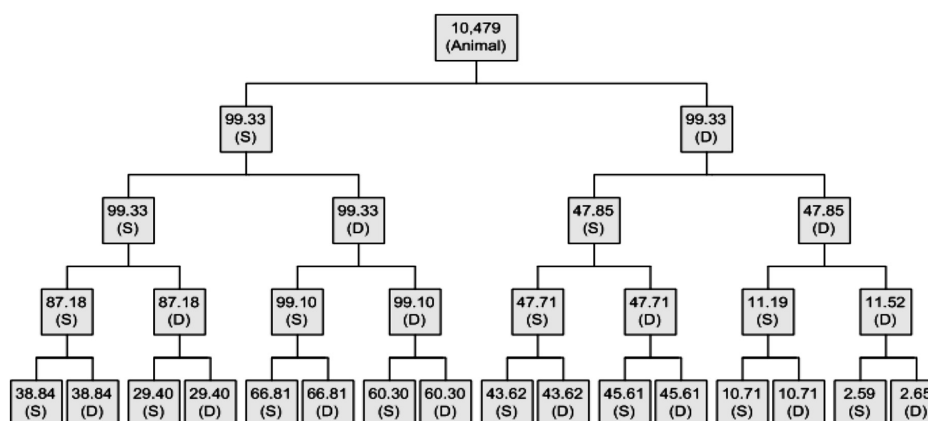 10,479
(Animal)
99.33
(S)
99.33
(D)
99.33
(S)
99.33
(D)
47.85
(S)
47.85
(D)
87.18
(S)
87.18
(D)
99.10
(S)
99.10
(D)
47.71
(S)
47.71
(D)
11.19
(S)
11.52
(D)
38.84
(S)
38.84
(D)
29.40
(S)
29.40
(D)
66.81
(S)
66.81
(D)
60.30
(S)
60.30
(D)
43.62
(S)
43.62
(D)
45.61
(S)
45.61
(D)
10.71
(S)
10.71
(D)
2.59
(S)
2.65
(D)